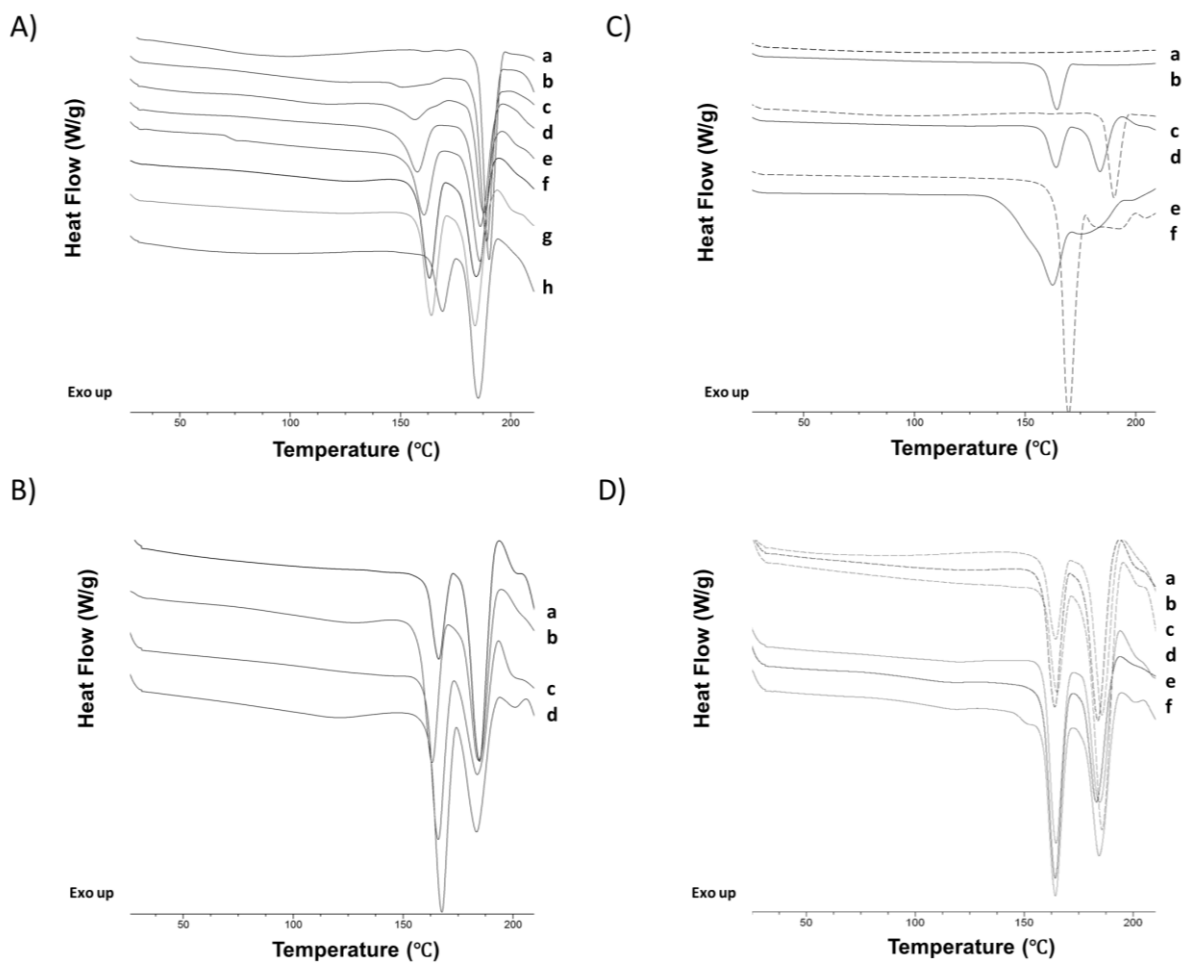 A)
Heat Flow (W/g)
a
b
c
d
e
f
g
h
Exo up
50
100
150
200
Temperature (°C)
C)
Heat Flow (W/g)
a
b
c
d
e
f
Exo up
50
100
150
200
Temperature (°C)
B)
Heat Flow (W/g)
a
b
c
d
Exo up
50
100
150
200
Temperature (°C)
D)
Heat Flow (W/g)
a
b
c
d
e
f
Exo up
50
100
150
200
Temperature (°C)